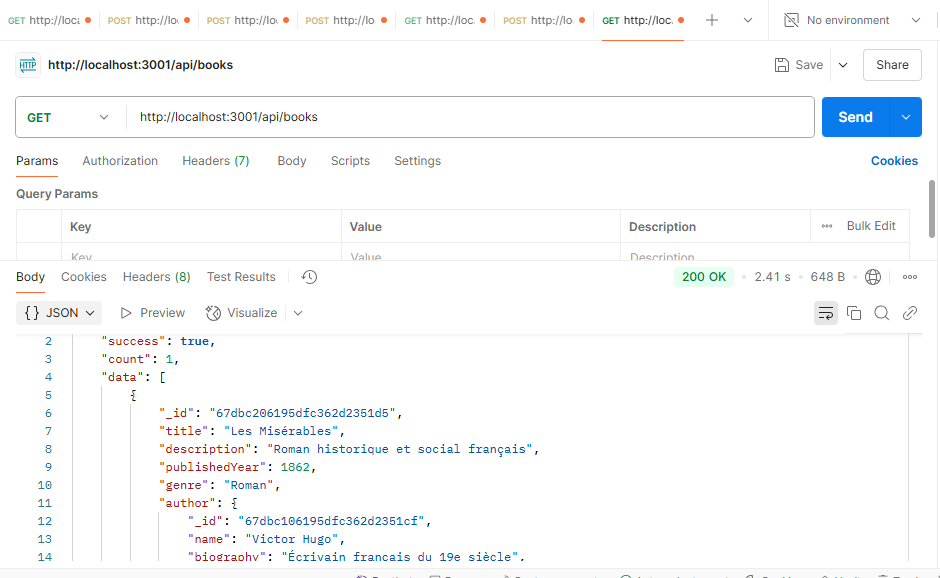 GET http://loca POST http://loc POST http://loc POST http://lo. GET http://loc. POST http://lo GET http://loc. No environment
HTTP http://localhost:3001/api/books Save Share
GET http://localhost:3001/api/books Send
Params Authorization Headers (7) Body Scripts Settings Cookies
Query Params
Key Value Description Bulk Edit
Key Value Description
Body Cookies Headers (8) Test Results 200 OK 2.41 s 648 B
{} JSON Preview Visualize
2 "success": true,
3 "count": 1,
4 "data": [
5 {
6 "_id": "67dbc206195dfc362d2351d5",
7 "title": "Les Misérables",
8 "description": "Roman historique et social français",
9 "publishedYear": 1862,
10 "genre": "Roman",
11 "author": {
12 "_id": "67dbc106195dfc362d2351cf",
13 "name": "Victor Hugo",
14 "biography": "Écrivain français du 19e siècle",